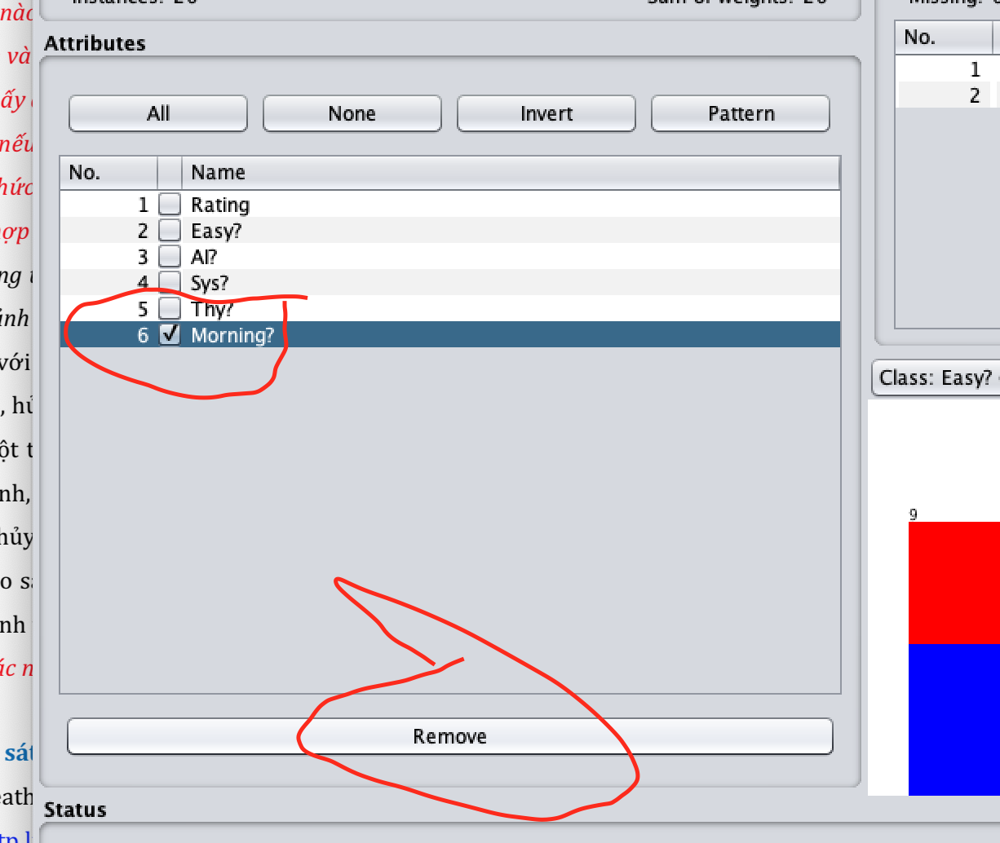 Attributes
All None Invert Pattern
No. Name
1 Rating
2 Easy?
3 AI?
4 Sys?
5 Thy?
6 Morning?
Remove
Status
No.
1
2
Class: Easy?
9
nào
và
ấy
nếu
hức
ợp
ng
ảnh
với
, hủ
ột t
nh,
hủy
o sá
nh
ác n
sát
eath